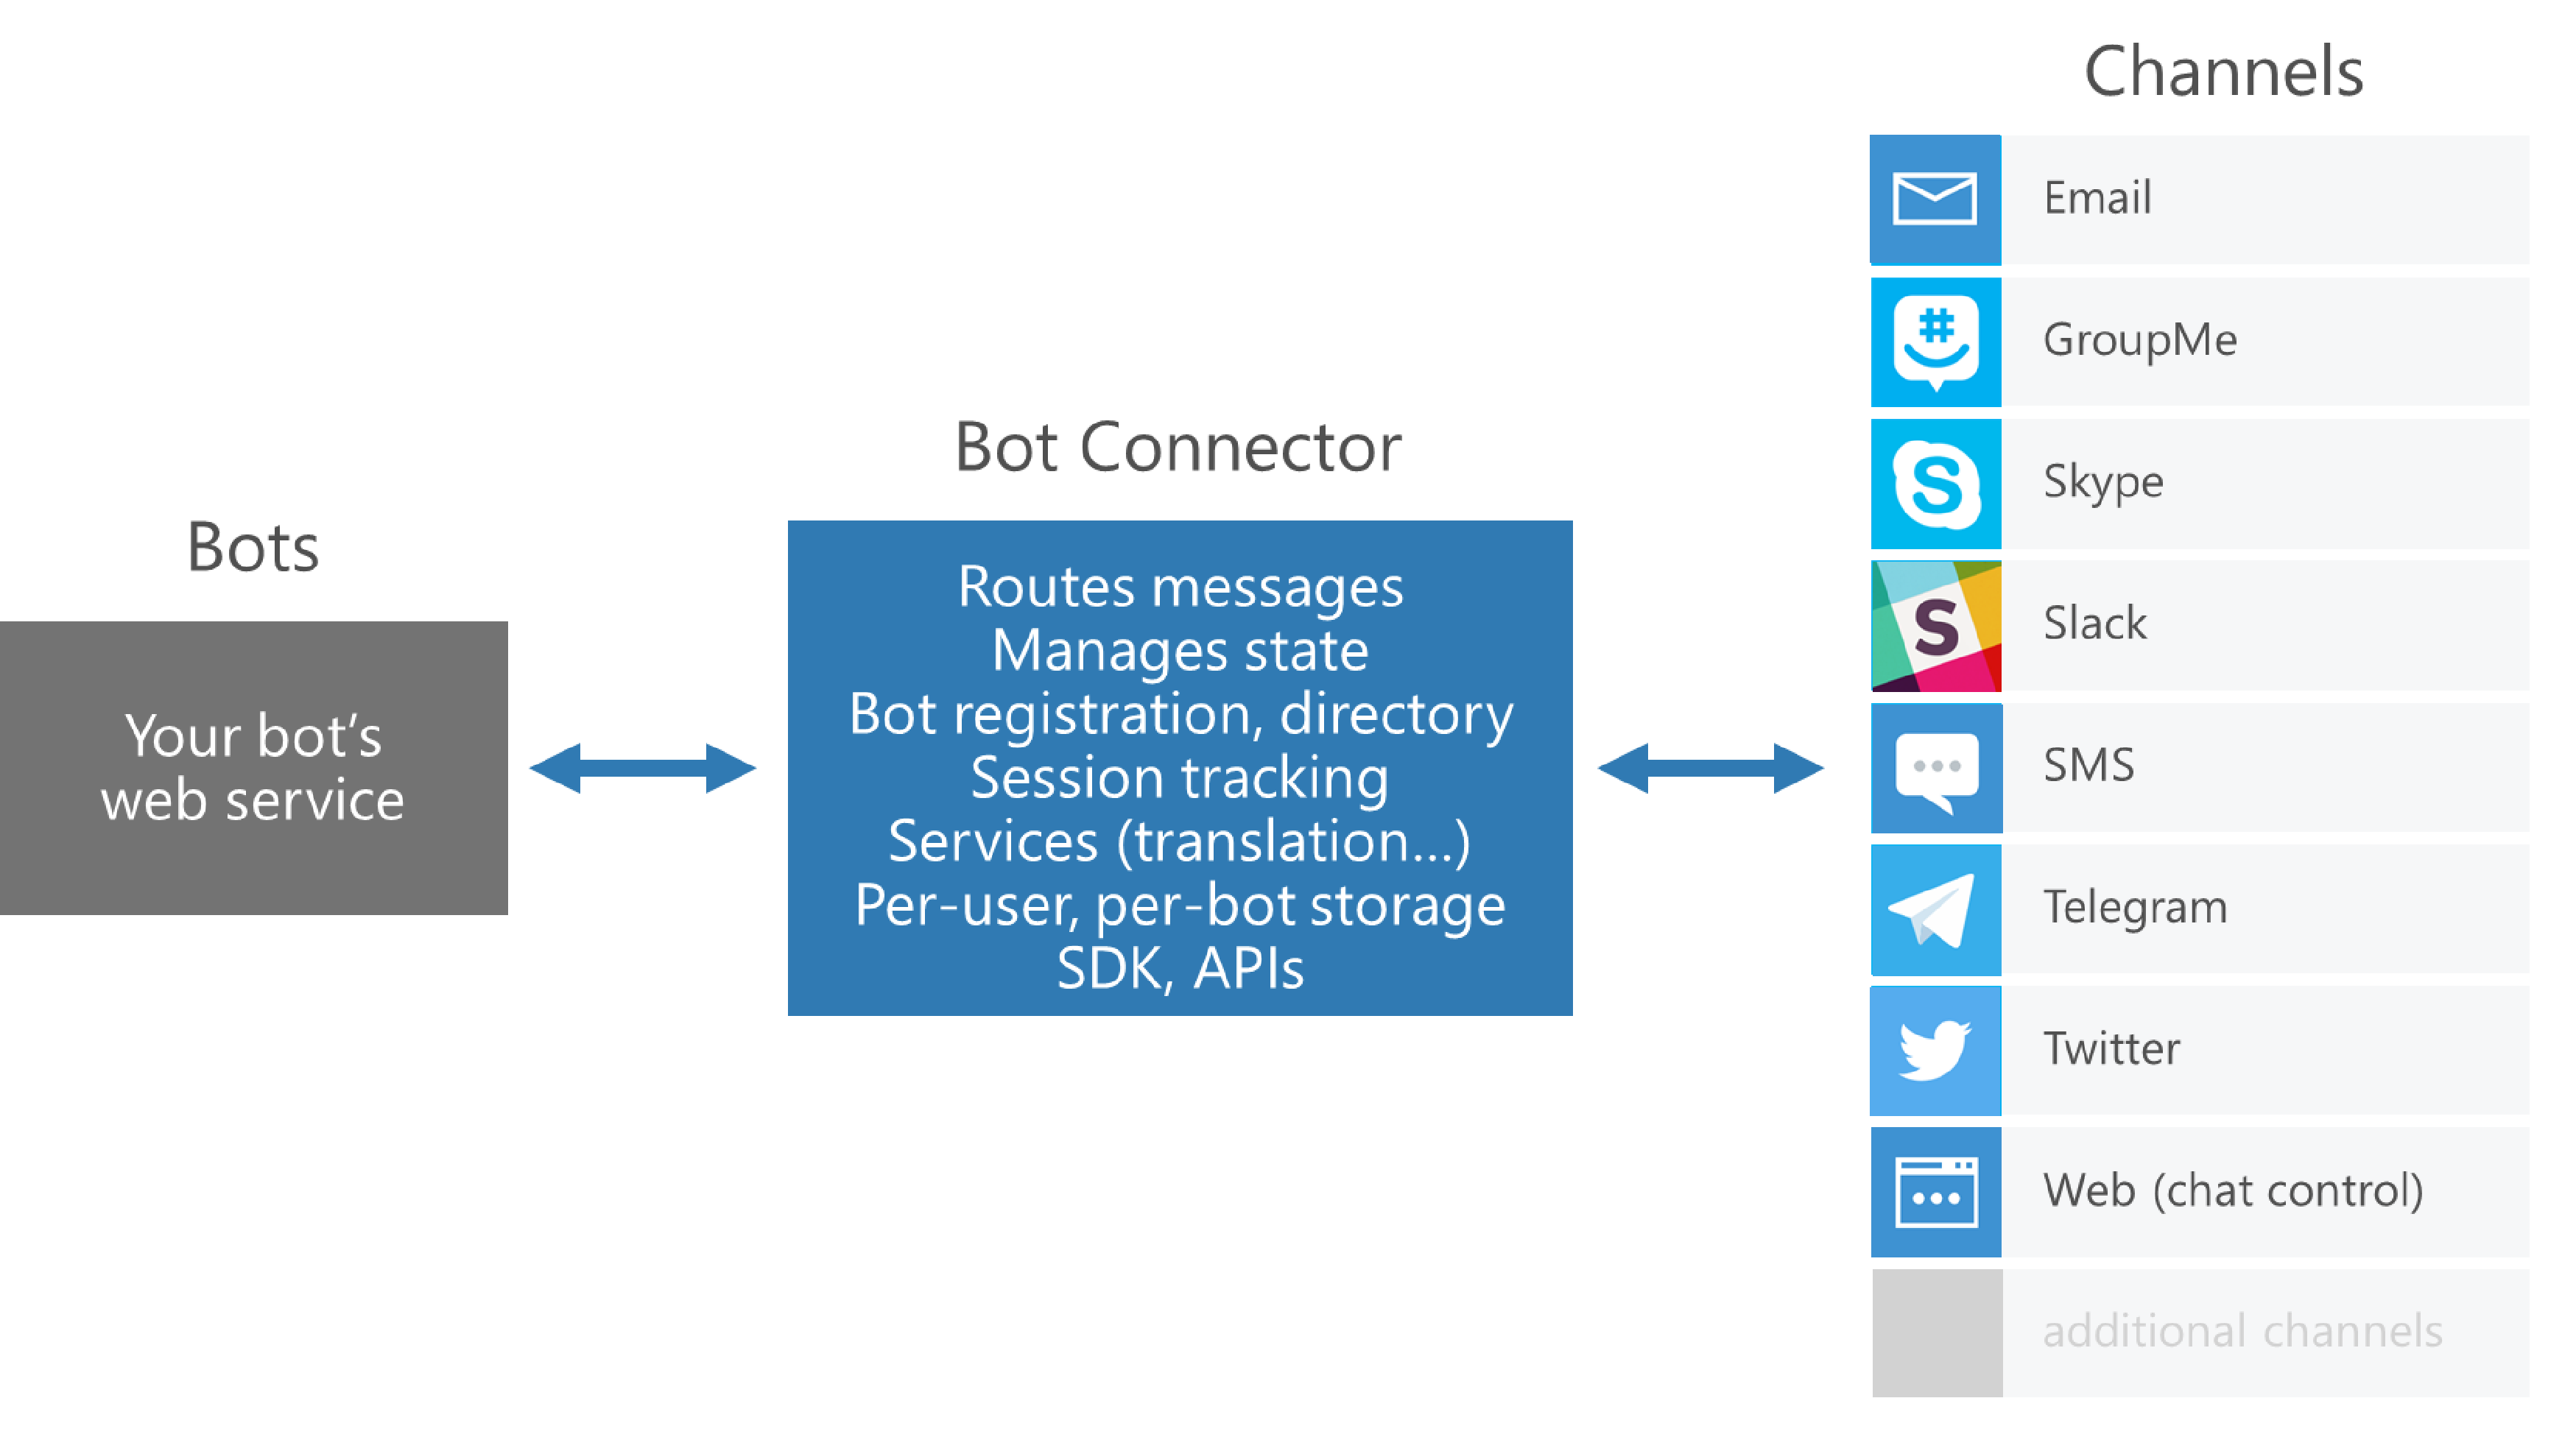 Bots
Your bot’s
web service
Bot Connector
Routes messages
Manages state
Bot registration, directory
Session tracking
Services (translation...)
Per-user, per-bot storage
SDK, APIs
Channels
Email
GroupMe
Skype
Slack
SMS
Telegram
Twitter
Web (chat control)
additional channels